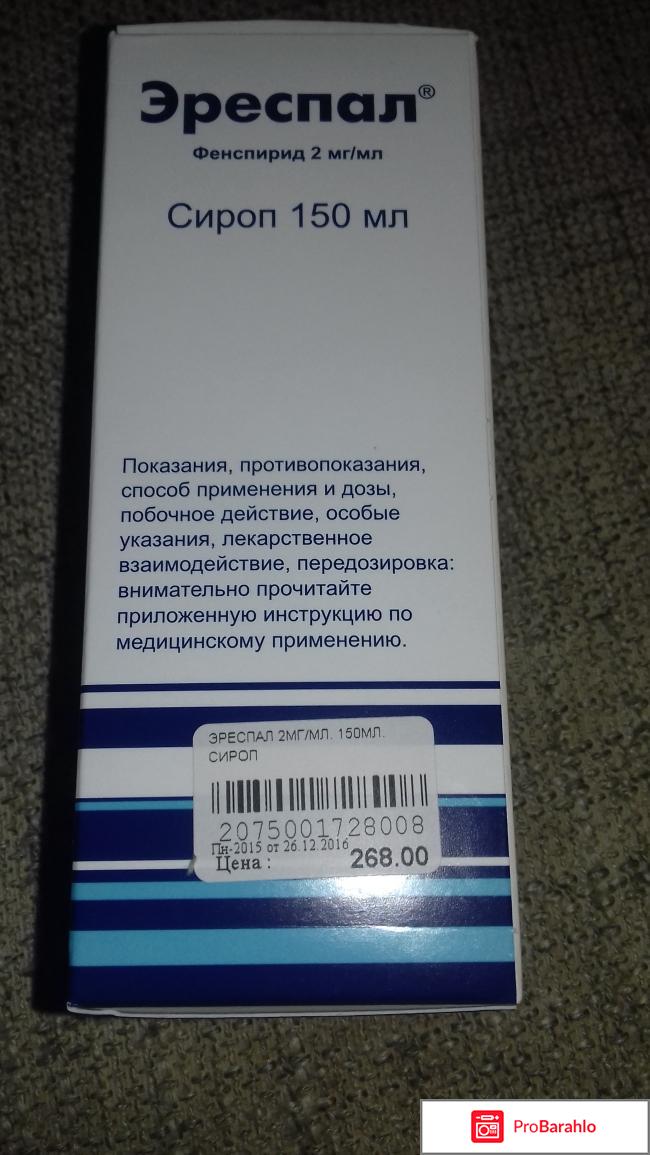 Эреспал®
Фенспирид 2 мг/мл
Сироп 150 мл
Показания, противопоказания,
способ применения и дозы,
побочное действие, особые
указания, лекарственное
взаимодействие, передозировка:
внимательно прочитайте
приложенную инструкцию по
медицинскому применению.
ЭРЕСПАЛ 2МГ/МЛ. 150МЛ.
СИРОП
2075001728008
Пн-2015 от 26.12.2016
Цена : 268.00
ProBarahlo